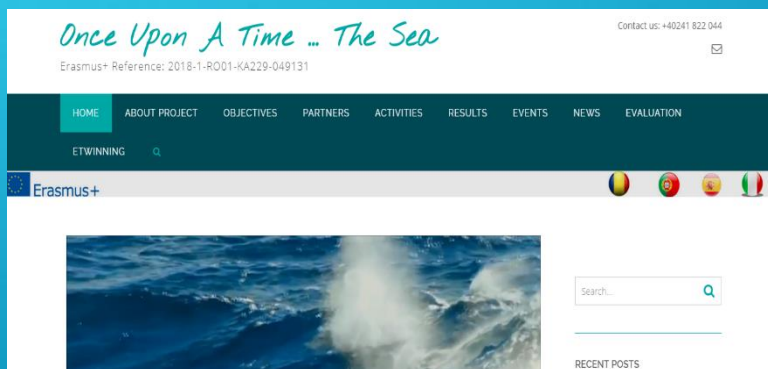 Once Upon A Time ... The Sea
Contact us: +40241 822 044
Erasmus+ Reference: 2018-1-RO01-KA229-049131
HOME ABOUT PROJECT OBJECTIVES PARTNERS ACTIVITIES RESULTS EVENTS NEWS EVALUATION
ETWINNING
Erasmus+
Search...
RECENT POSTS